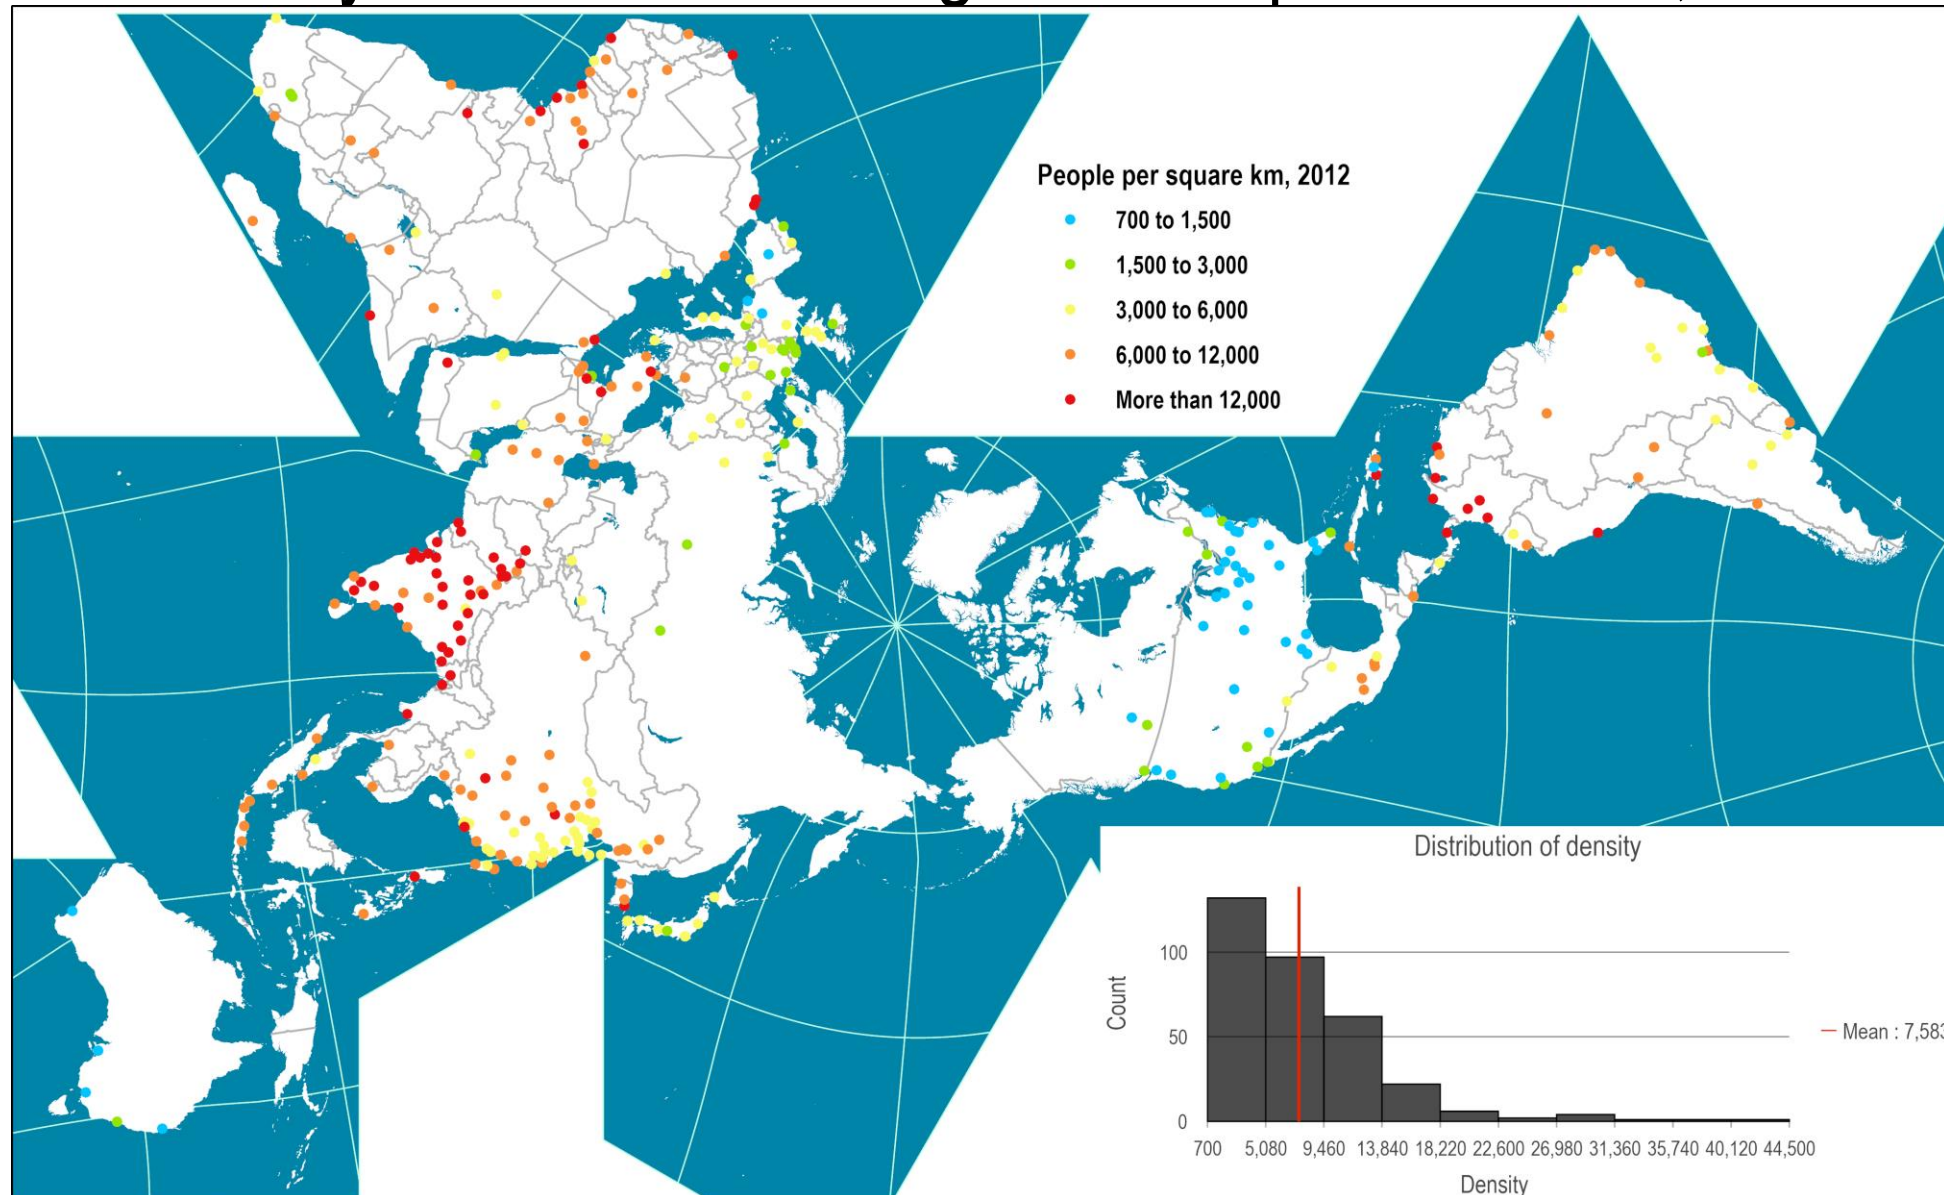 People per square km, 2012
700 to 1,500
1,500 to 3,000
3,000 to 6,000
6,000 to 12,000
More than 12,000
Distribution of density
Count
100
50
0
Mean : 7,583
700 5,080 9,460 13,840 18,220 22,600 26,980 31,360 35,740 40,120 44,500
Density